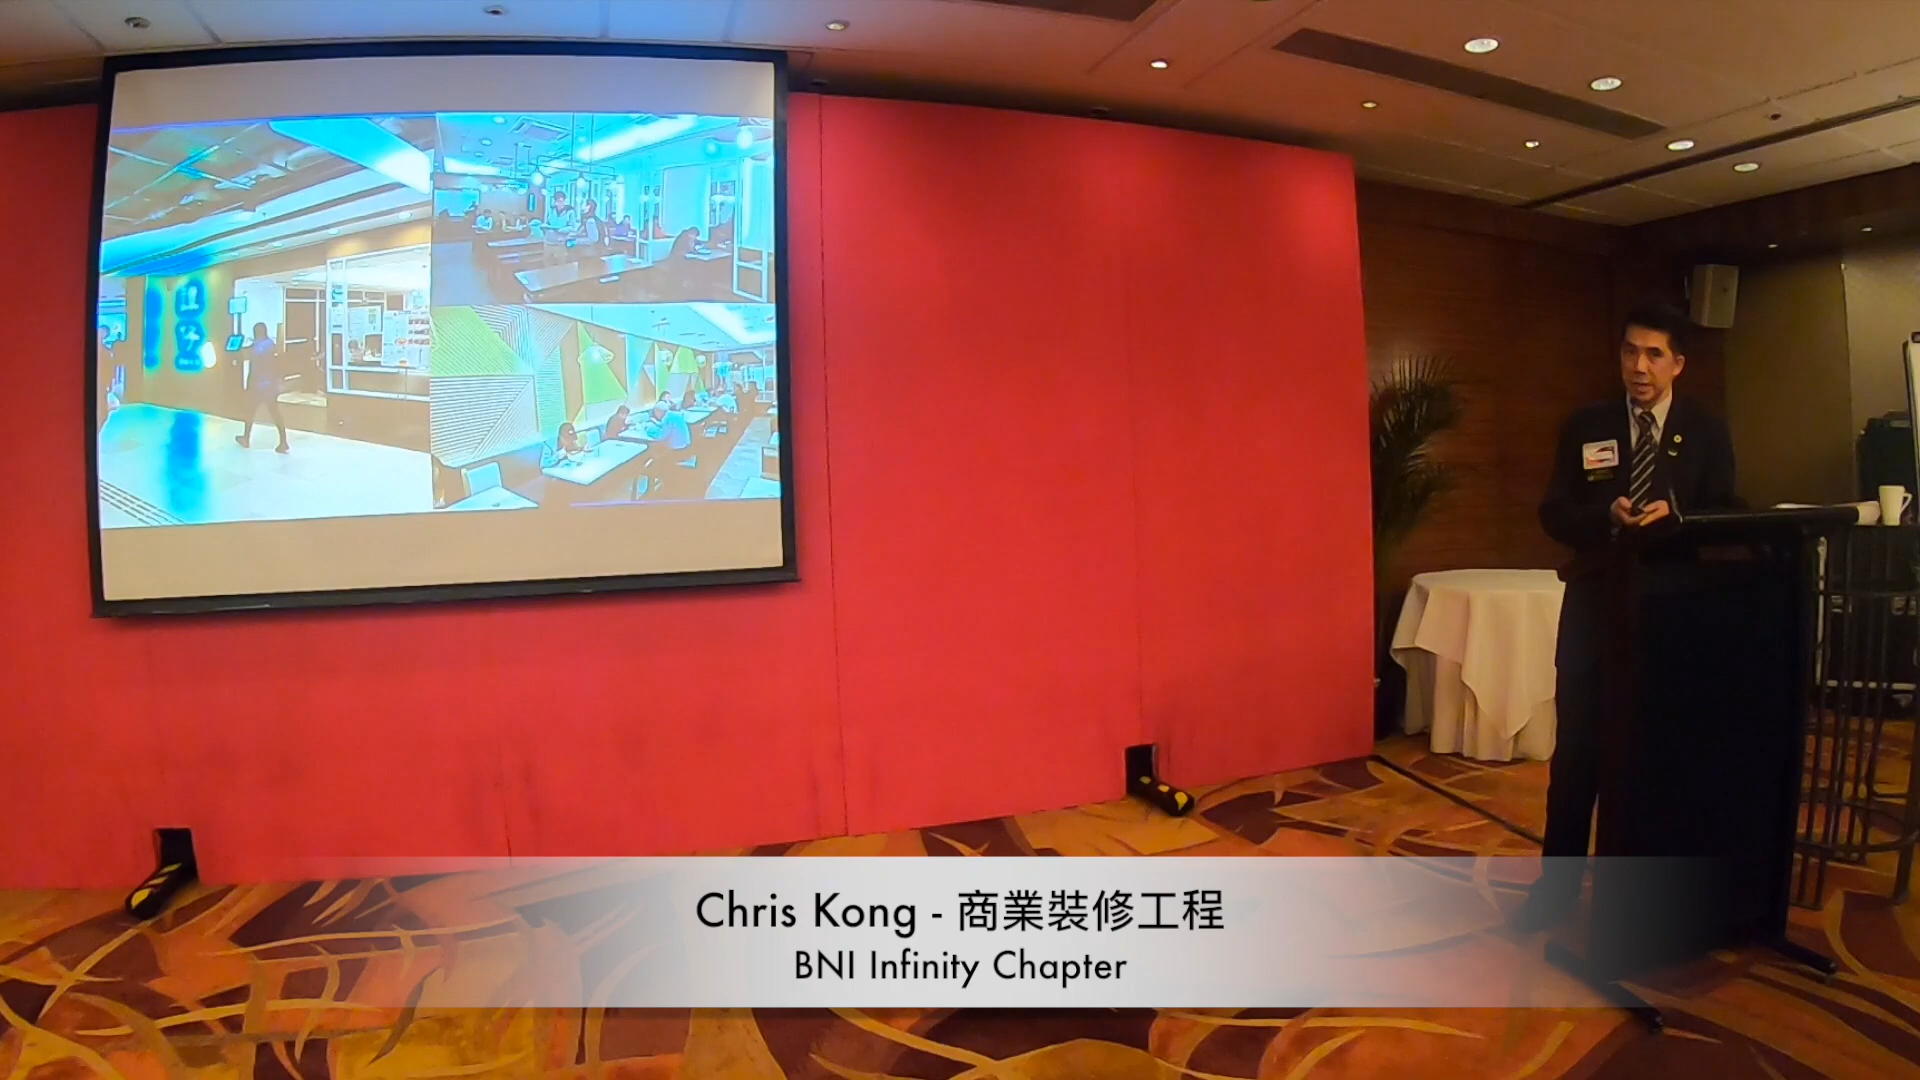 Chris Kong - 商業裝修工程
BNI Infinity Chapter